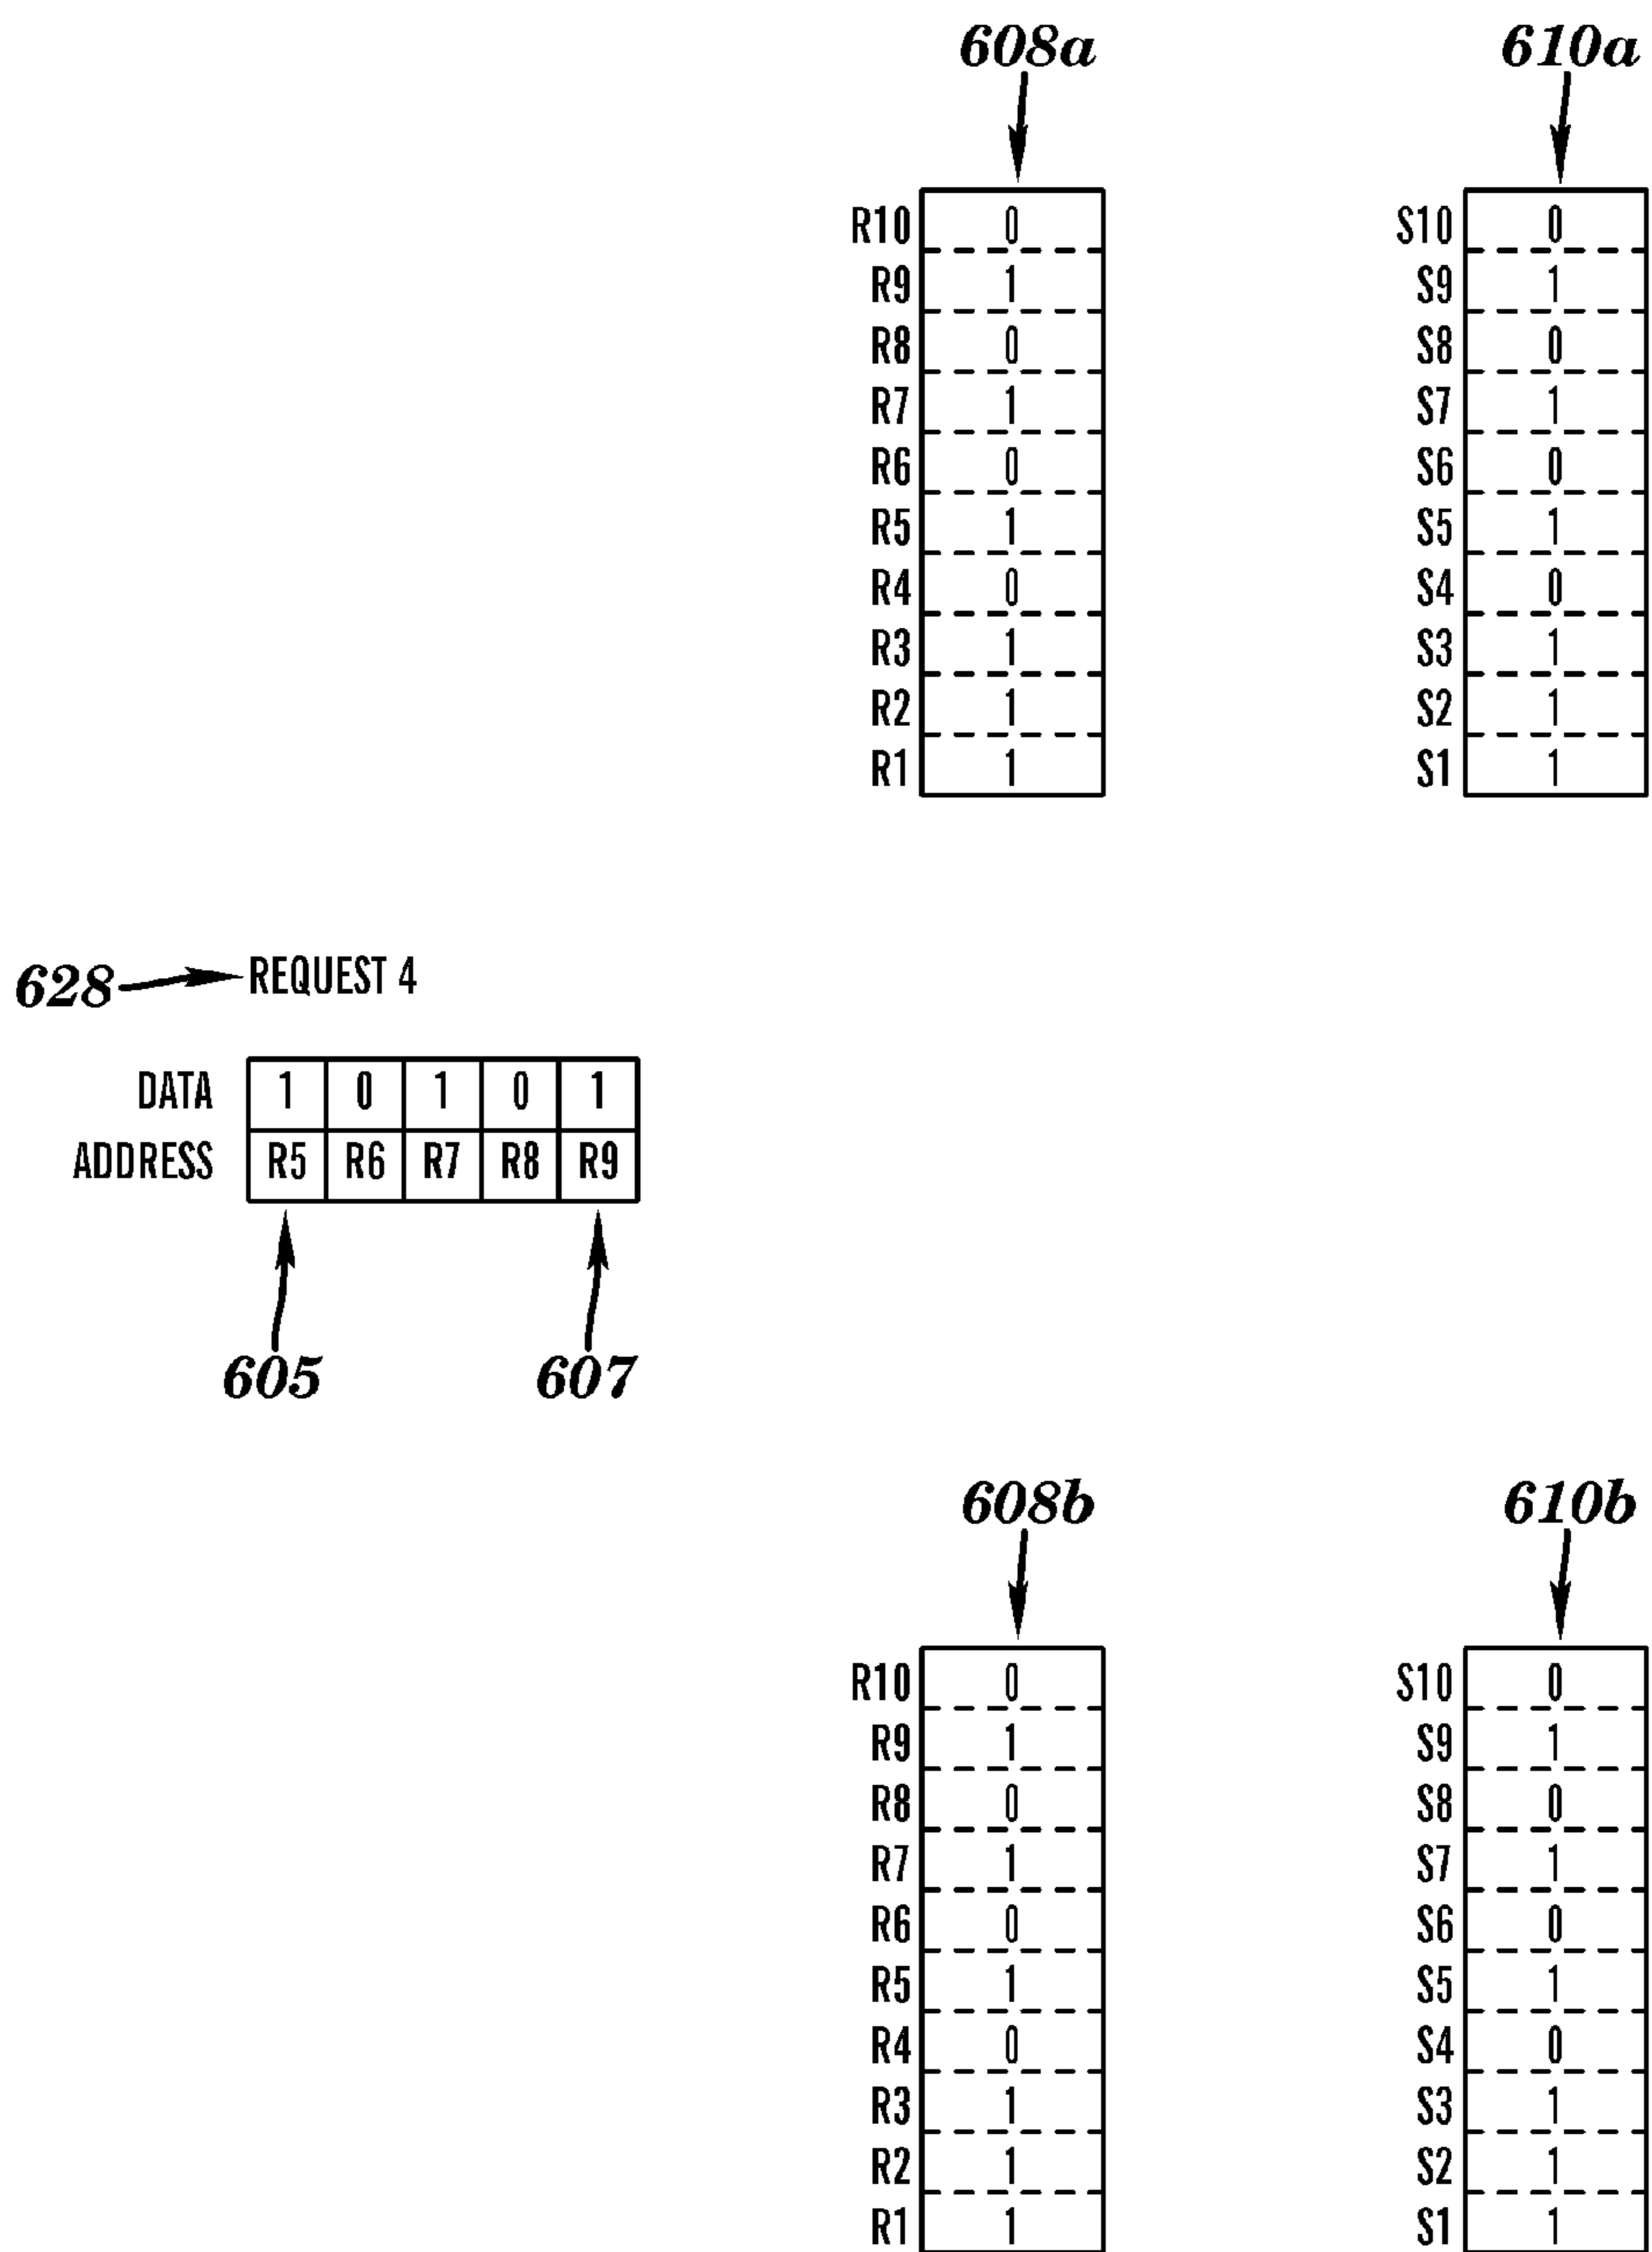 608a 610a
R10 0 S10 0
R9 1 S9 1
R8 0 S8 0
R7 1 S7 1
R6 0 S6 0
R5 1 S5 1
R4 0 S4 0
R3 1 S3 1
R2 1 S2 1
R1 1 S1 1
628 REQUEST 4
DATA 1 0 1 0 1
ADDRESS R5 R6 R7 R8 R9
605 607
608b 610b
R10 0 S10 0
R9 1 S9 1
R8 0 S8 0
R7 1 S7 1
R6 0 S6 0
R5 1 S5 1
R4 0 S4 0
R3 1 S3 1
R2 1 S2 1
R1 1 S1 1